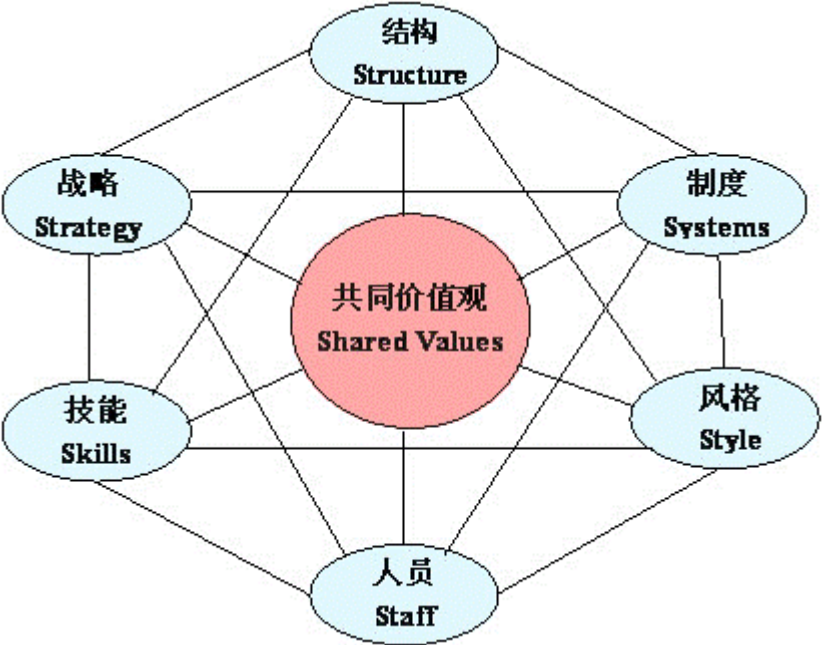 结构
Structure
战略
Strategy
制度
Systems
共同价值观
Shared Values
技能
Skills
风格
Style
人员
Staff